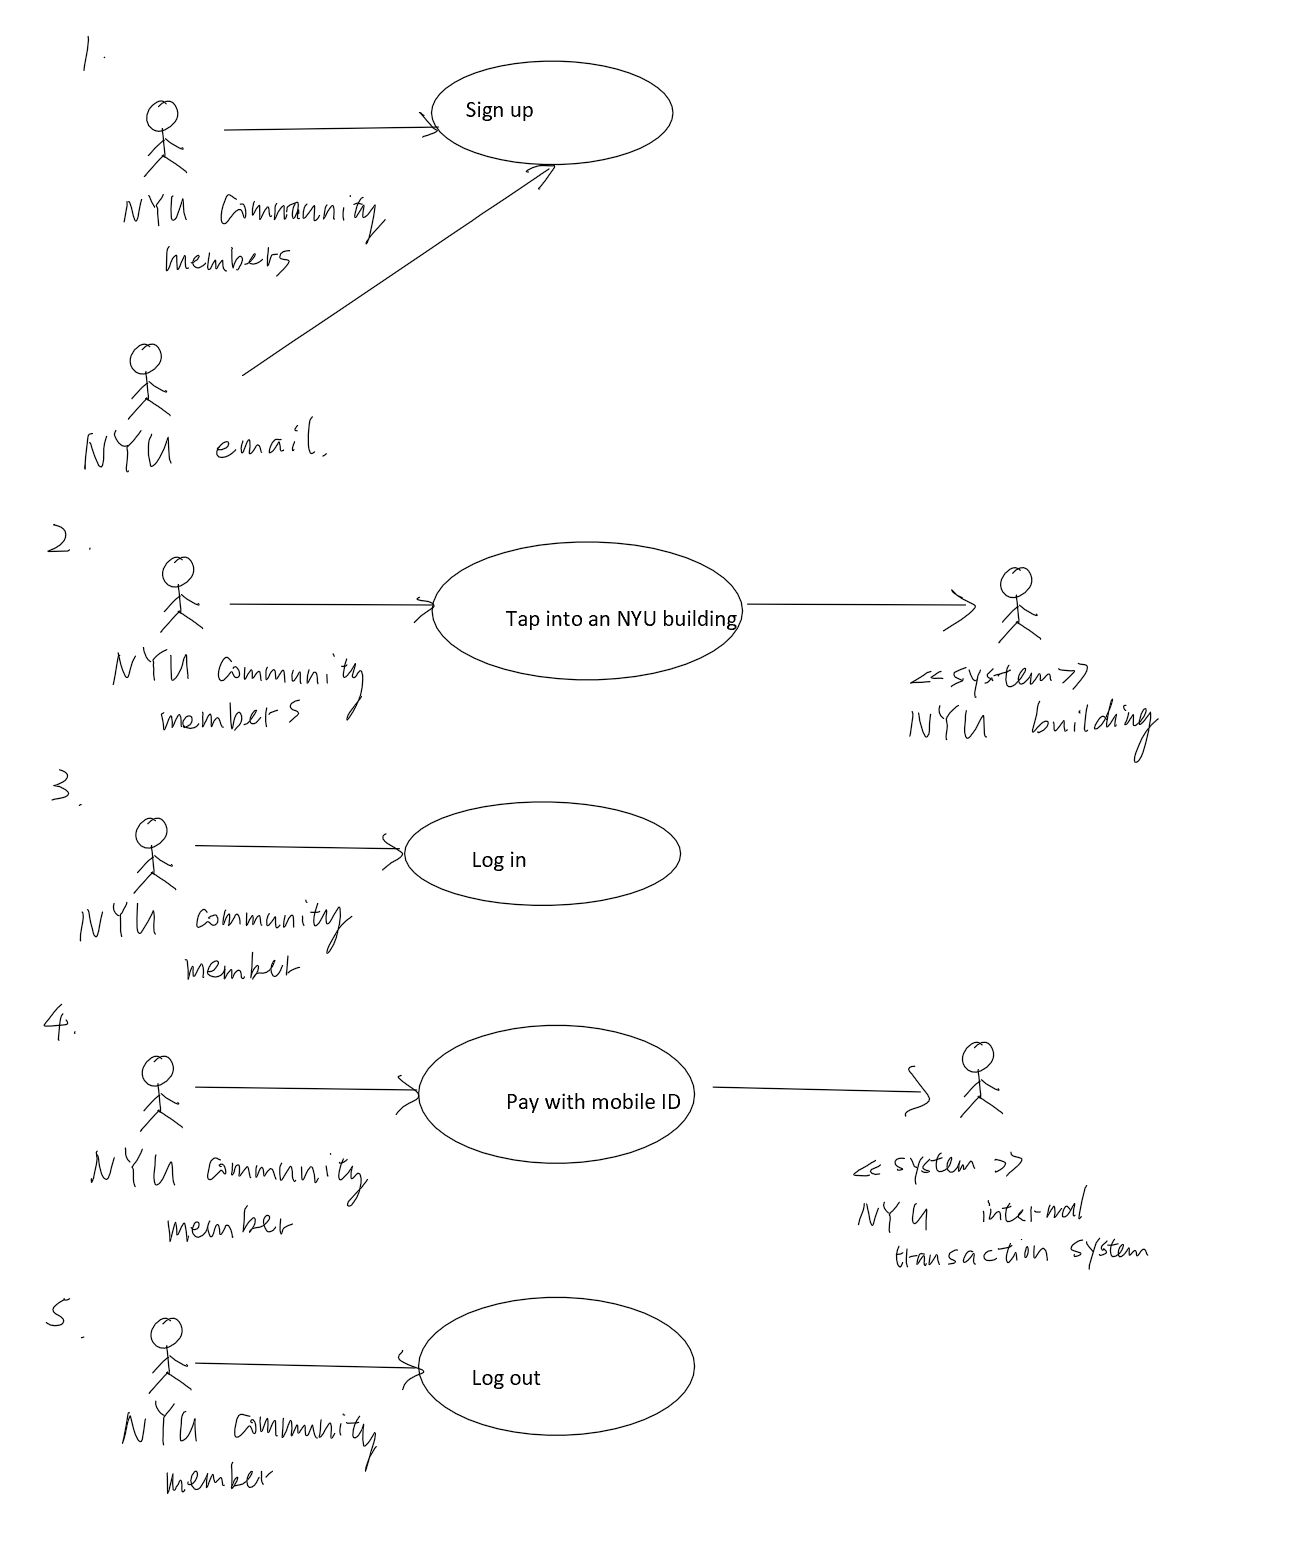 1.
Sign up
NYU Community
members
NYU email.
2.
Tap into an NYU building
NYU community
members
<<system>>
NYU building
3.
Log in
NYU community
member
4.
Pay with mobile ID
NYU community
member
<<system>>
NYU internal
transaction system
5.
Log out
NYU community
member